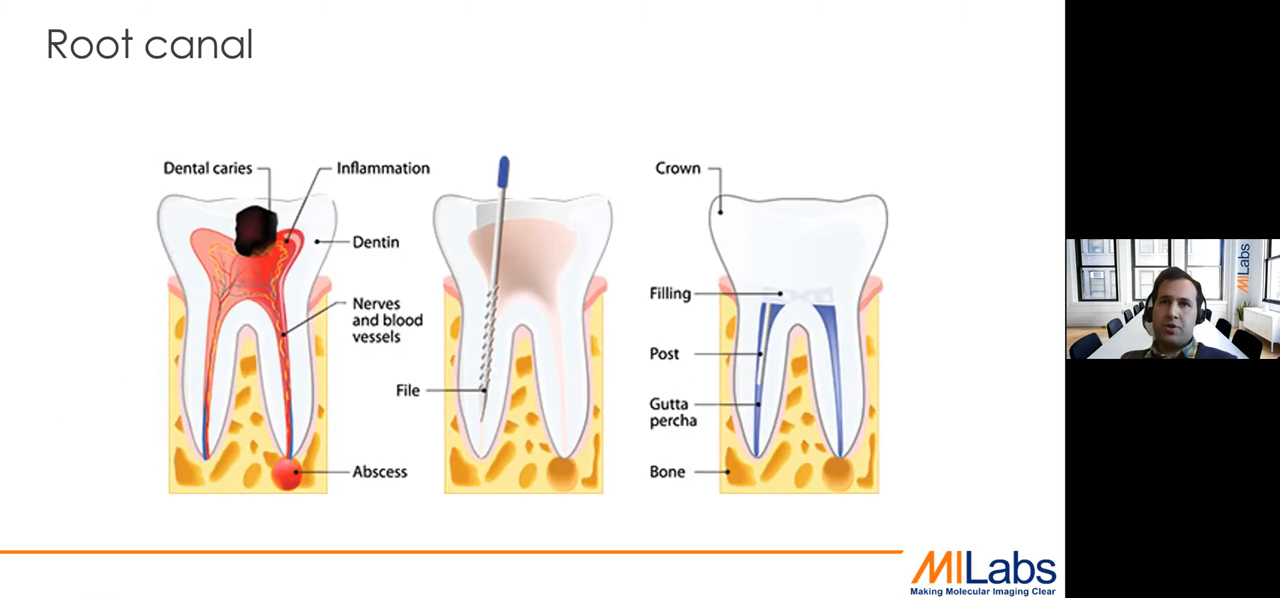 Root canal
Dental caries
Inflammation
Dentin
Nerves
and blood
vessels
Abscess
File
Crown
Filling
Post
Gutta
percha
Bone
MILabs
Making Molecular Imaging Clear
MILabs